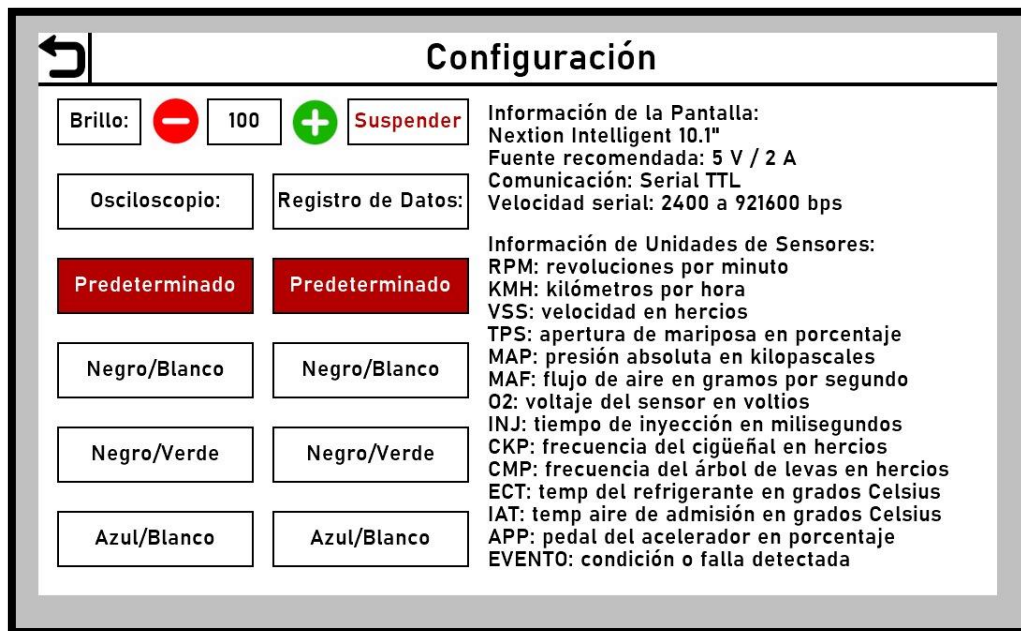 Configuración
Brillo:
100
Suspender
Osciloscopio:
Registro de Datos:
Predeterminado
Predeterminado
Negro/Blanco
Negro/Blanco
Negro/Verde
Negro/Verde
Azul/Blanco
Azul/Blanco
Información de la Pantalla:
Nextion Intelligent 10.1"
Fuente recomendada: 5 V / 2 A
Comunicación: Serial TTL
Velocidad serial: 2400 a 921600 bps
Información de Unidades de Sensores:
RPM: revoluciones por minuto
KMH: kilómetros por hora
VSS: velocidad en hercios
TPS: apertura de mariposa en porcentaje
MAP: presión absoluta en kilopascales
MAF: flujo de aire en gramos por segundo
O2: voltaje del sensor en voltios
INJ: tiempo de inyección en milisegundos
CKP: frecuencia del cigüeñal en hercios
CMP: frecuencia del árbol de levas en hercios
ECT: temp del refrigerante en grados Celsius
IAT: temp aire de admisión en grados Celsius
APP: pedal del acelerador en porcentaje
EVENTO: condición o falla detectada